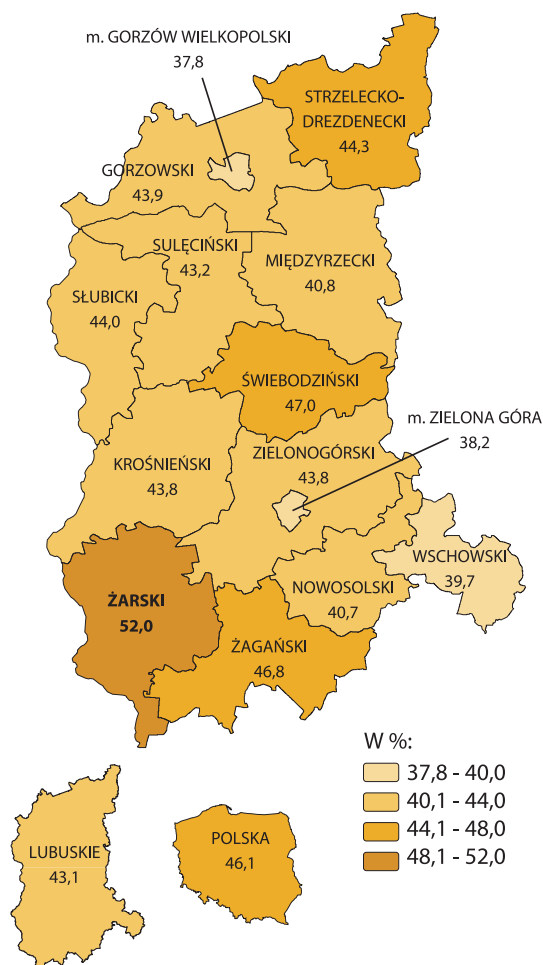 m. GORZÓW WIELKOPOLSKI
37,8
STRZELECKO-
DREZDENECKI
44,3
GORZOWSKI
43,9
SULĘCIŃSKI
43,2
MIĘDZYRZECKI
40,8
SŁUBICKI
44,0
ŚWIEBODZIŃSKI
47,0
m. ZIELONA GÓRA
38,2
KROŚNIEŃSKI
43,8
ZIELONOGÓRSKI
43,8
WSCHOWSKI
39,7
NOWOSOLSKI
40,7
ŻARSKI
52,0
ŻAGAŃSKI
46,8
W %:
37,8 - 40,0
40,1 - 44,0
44,1 - 48,0
48,1 - 52,0
LUBUSKIE
43,1
POLSKA
46,1